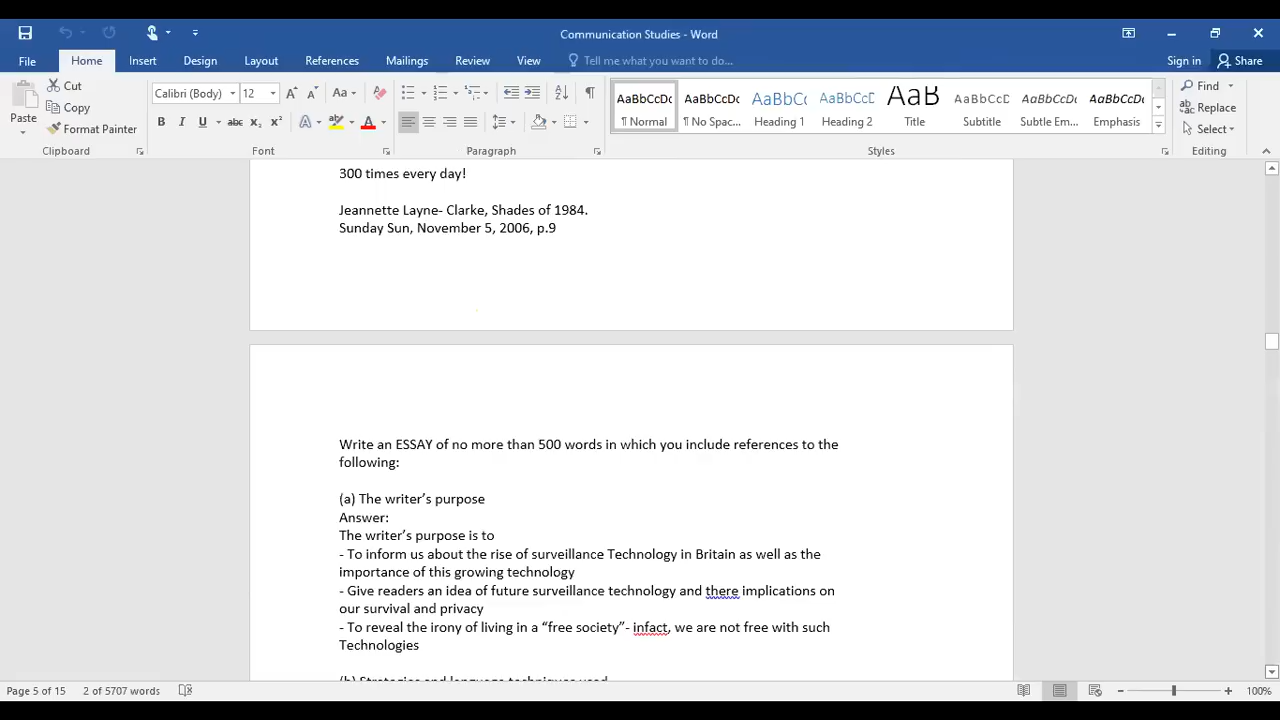 Communication Studies - Word
File Home Insert Design Layout References Mailings Review View Tell me what you want to do... Sign in Share
Paste Cut Copy Format Painter
Calibri (Body) 12
AaBbCcDc AaBbCcDc AaBbCc AaBbCcD AaB AaBbCcD AaBbCcDc AaBbCcDc
¶ Normal ¶ No Spac... Heading 1 Heading 2 Title Subtitle Subtle Em... Emphasis
Find Replace Select
Clipboard Font Paragraph Styles Editing
300 times every day!
Jeannette Layne- Clarke, Shades of 1984.
Sunday Sun, November 5, 2006, p.9
Write an ESSAY of no more than 500 words in which you include references to the
following:
(a) The writer’s purpose
Answer:
The writer’s purpose is to
- To inform us about the rise of surveillance Technology in Britain as well as the
importance of this growing technology
- Give readers an idea of future surveillance technology and there implications on
our survival and privacy
- To reveal the irony of living in a “free society”- infact, we are not free with such
Technologies
(b) Strategies and language techniques used
Page 5 of 15 2 of 5707 words 100%